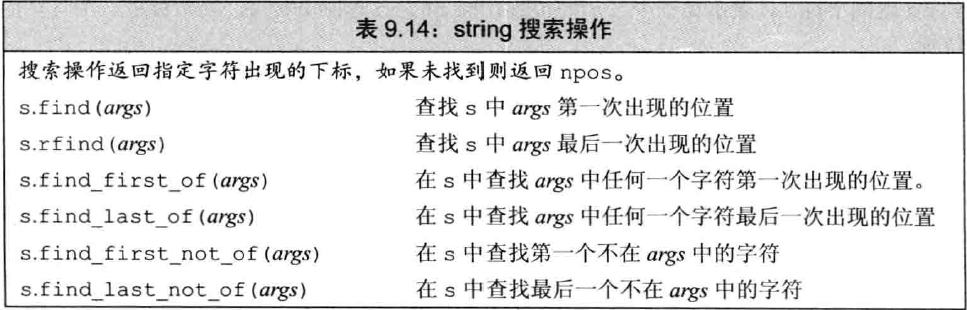 表 9.14：string 搜索操作
搜索操作返回指定字符出现的下标，如果未找到则返回 npos。
s.find(args) 查找 s 中 args 第一次出现的位置
s.rfind(args) 查找 s 中 args 最后一次出现的位置
s.find_first_of(args) 在 s 中查找 args 中任何一个字符第一次出现的位置。
s.find_last_of(args) 在 s 中查找 args 中任何一个字符最后一次出现的位置
s.find_first_not_of(args) 在 s 中查找第一个不在 args 中的字符
s.find_last_not_of(args) 在 s 中查找最后一个不在 args 中的字符